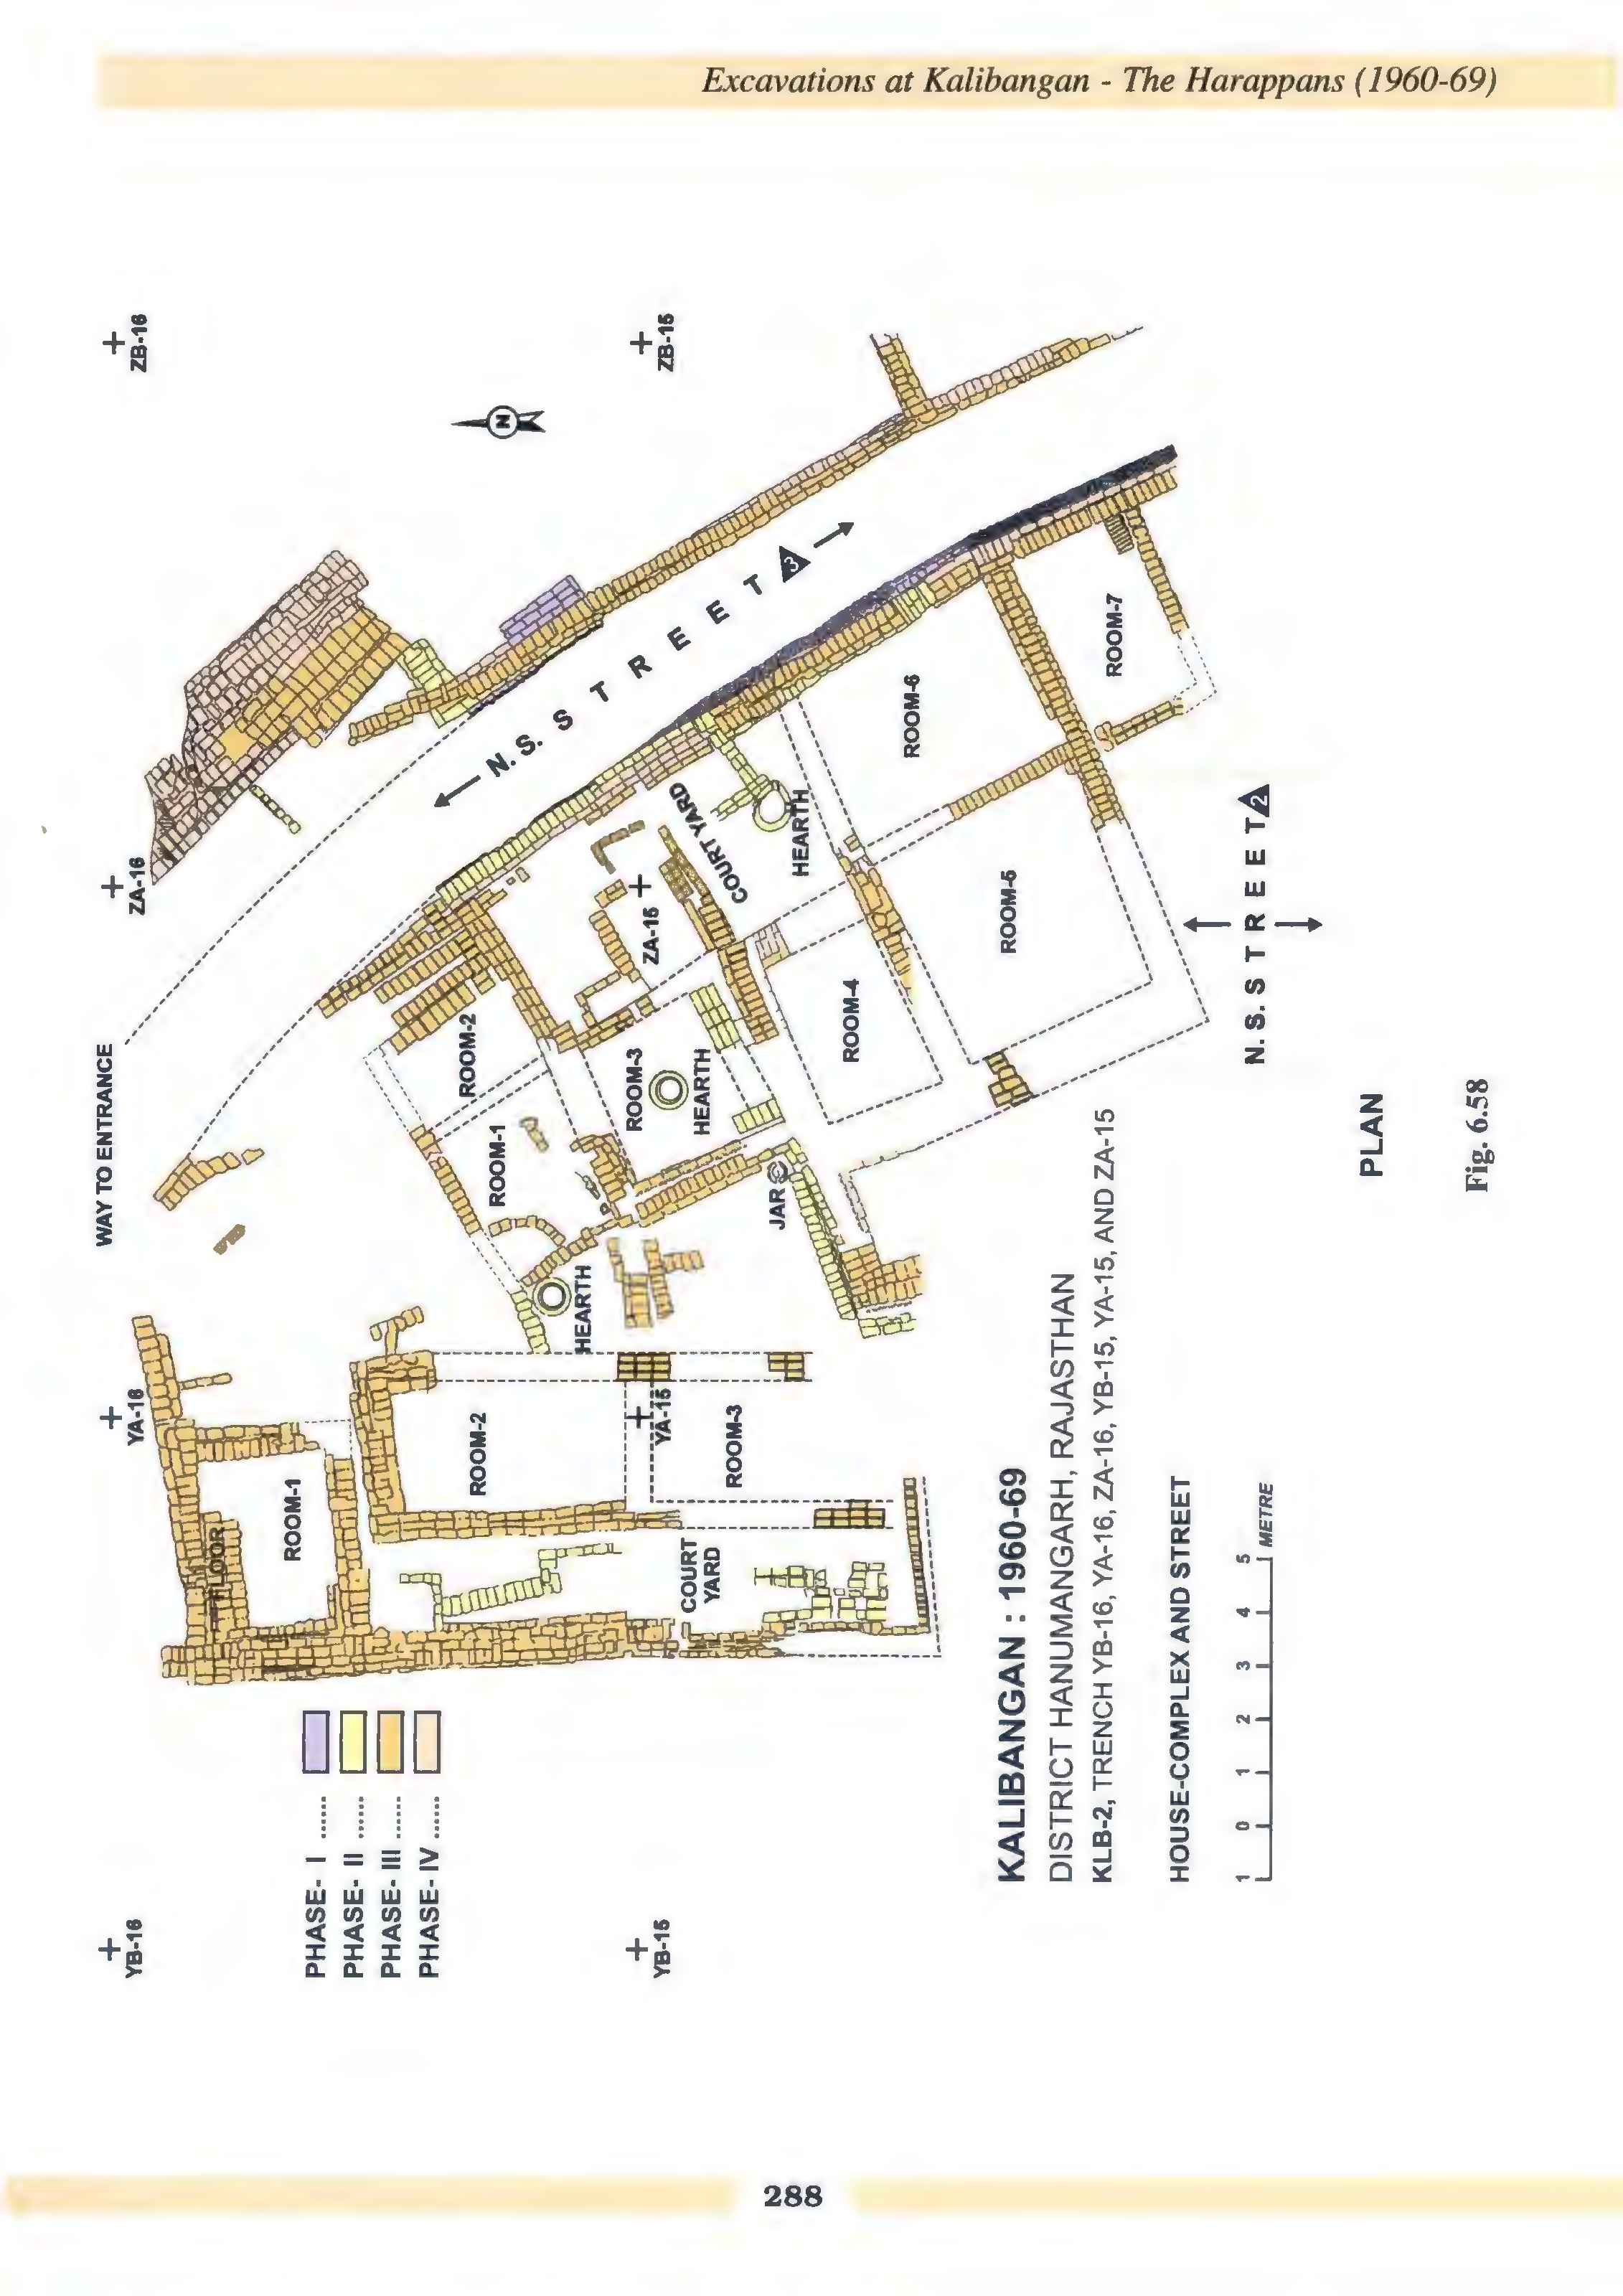 Excavations at Kalibangan - The Harappans (1960-69)
YB-16
YA-16
ZA-16
ZB-16
WAY TO ENTRANCE
PHASE- I ......
PHASE- II ......
PHASE- III ......
PHASE- IV ......
FLOOR
ROOM-1
ROOM-2
ROOM-3
COURT
YARD
HEARTH
ROOM-1
ROOM-2
ROOM-3
HEARTH
JAR
ROOM-4
ROOM-5
ROOM-6
ROOM-7
COURT YARD
HEARTH
N
N.S. STREET 3
YB-15
YA-15
ZA-15
ZB-15
N.S. STREET 2
KALIBANGAN : 1960-69
DISTRICT HANUMANGARH, RAJASTHAN
KLB-2, TRENCH YB-16, YA-16, ZA-16, YB-15, YA-15, AND ZA-15
HOUSE-COMPLEX AND STREET
1 0 1 2 3 4 5
METRE
PLAN
Fig. 6.58
288